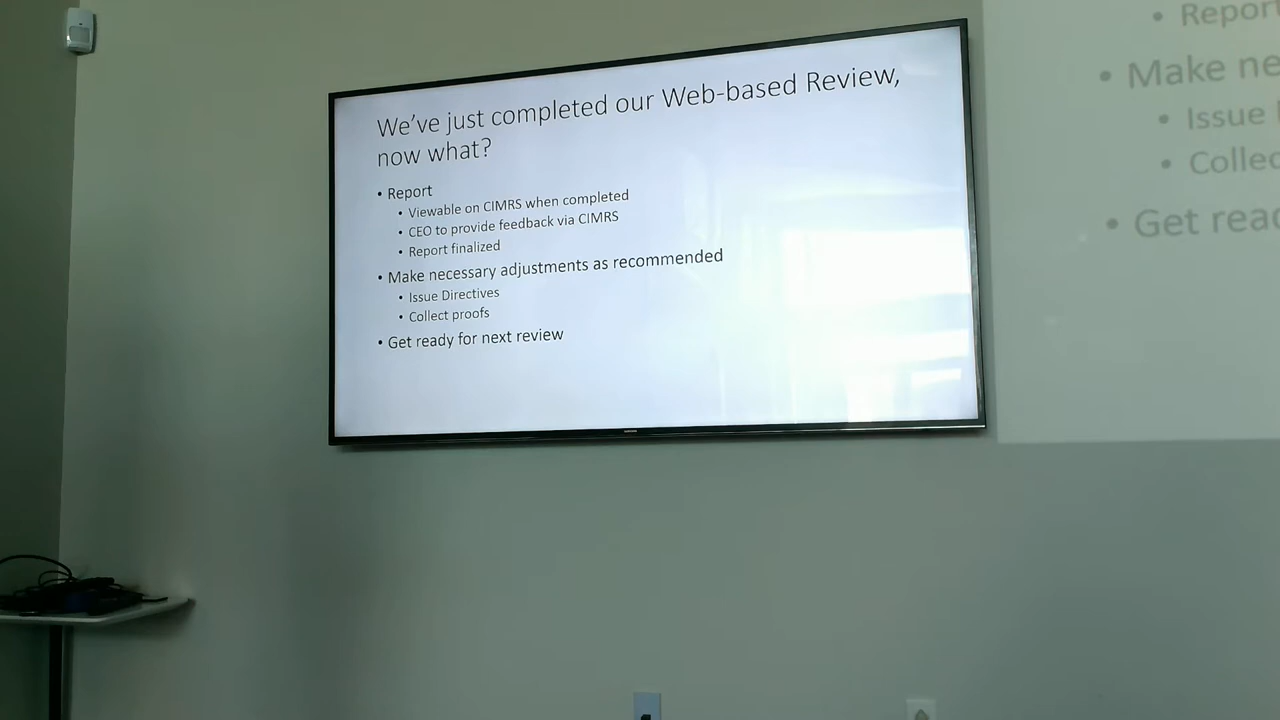 We've just completed our Web-based Review,
now what?
• Report
• Viewable on CIMRS when completed
• CEO to provide feedback via CIMRS
• Report finalized
• Make necessary adjustments as recommended
• Issue Directives
• Collect proofs
• Get ready for next review
• Repor
• Make ne
• Issue
• Collec
• Get read